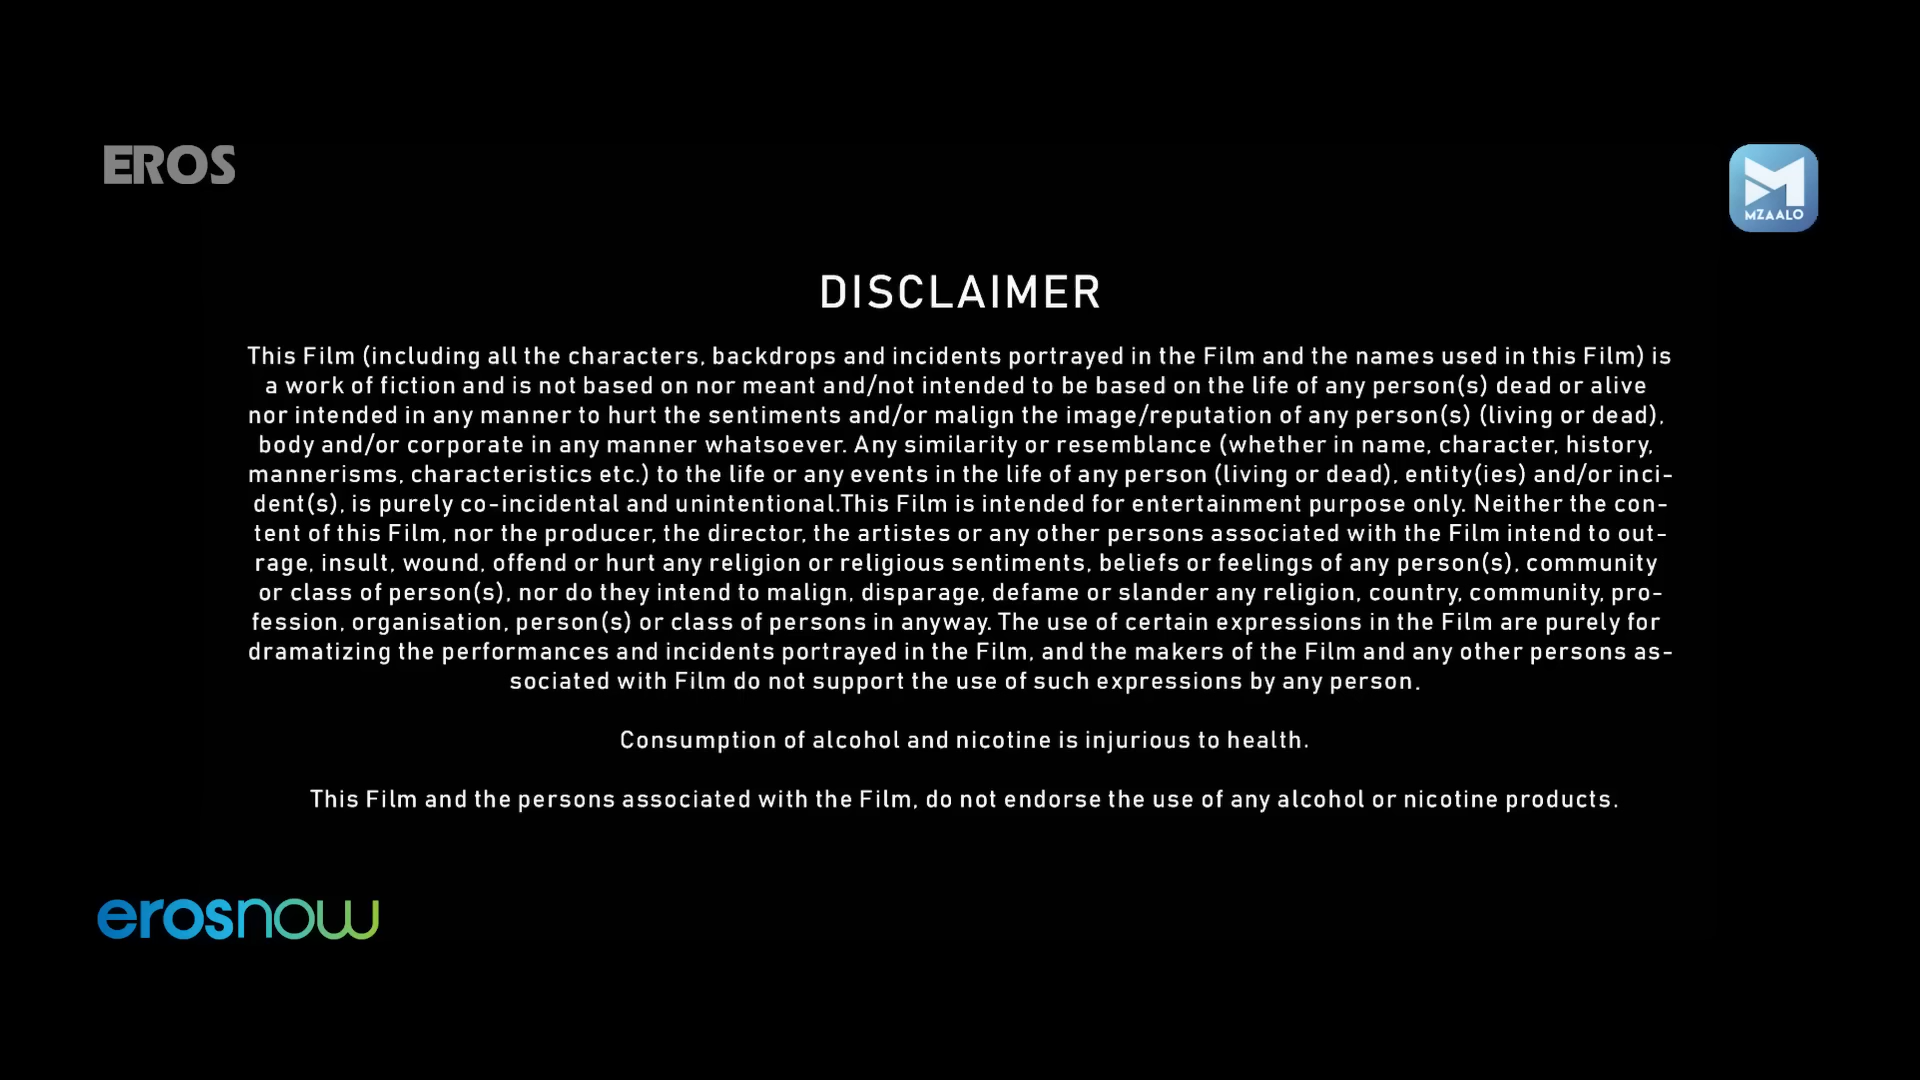 EROS
MZAALO
DISCLAIMER
This Film (including all the characters, backdrops and incidents portrayed in the Film and the names used in this Film) is
a work of fiction and is not based on nor meant and/not intended to be based on the life of any person(s) dead or alive
nor intended in any manner to hurt the sentiments and/or malign the image/reputation of any person(s) (living or dead),
body and/or corporate in any manner whatsoever. Any similarity or resemblance (whether in name, character, history,
mannerisms, characteristics etc.) to the life or any events in the life of any person (living or dead), entity(ies) and/or inci-
dent(s), is purely co-incidental and unintentional.This Film is intended for entertainment purpose only. Neither the con-
tent of this Film, nor the producer, the director, the artistes or any other persons associated with the Film intend to out-
rage, insult, wound, offend or hurt any religion or religious sentiments, beliefs or feelings of any person(s), community
or class of person(s), nor do they intend to malign, disparage, defame or slander any religion, country, community, pro-
fession, organisation, person(s) or class of persons in anyway. The use of certain expressions in the Film are purely for
dramatizing the performances and incidents portrayed in the Film, and the makers of the Film and any other persons as-
sociated with Film do not support the use of such expressions by any person.
Consumption of alcohol and nicotine is injurious to health.
This Film and the persons associated with the Film, do not endorse the use of any alcohol or nicotine products.
erosnow